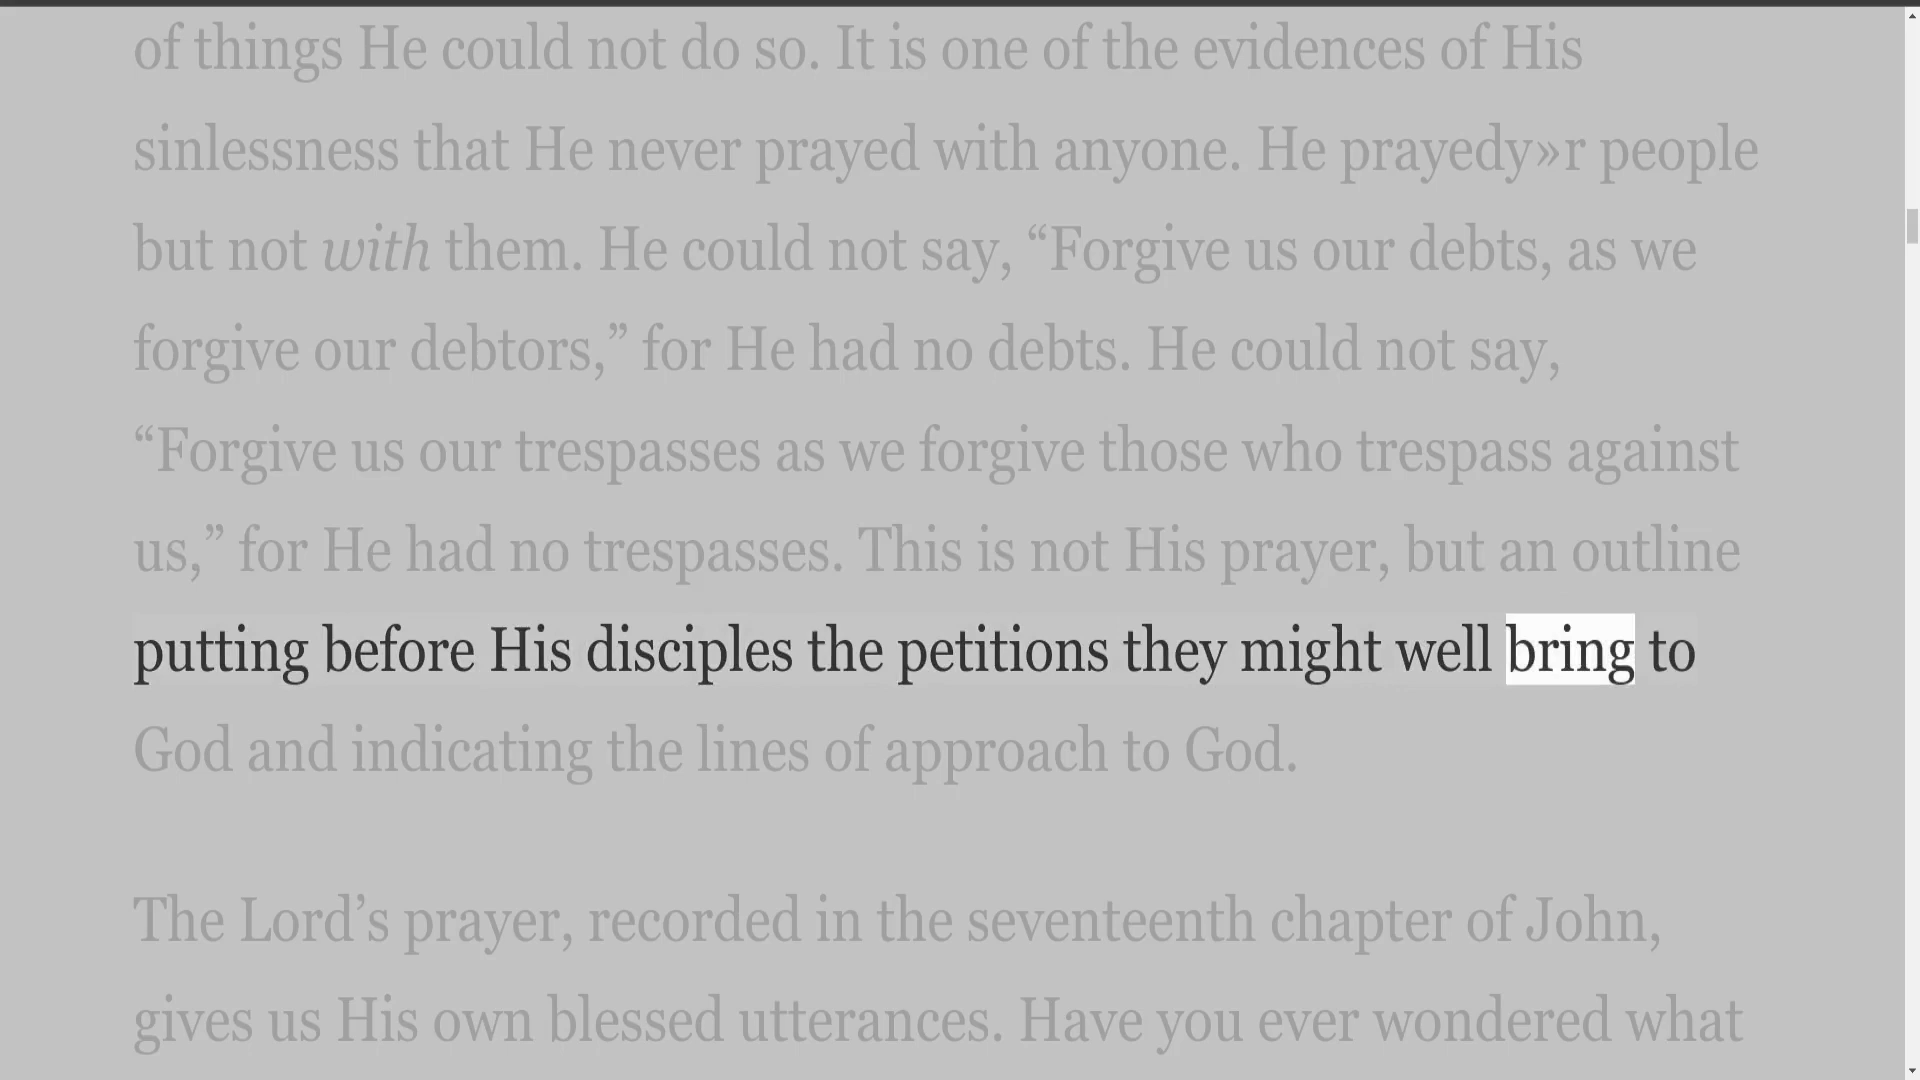 of things He could not do so. It is one of the evidences of His
sinlessness that He never prayed with anyone. He prayedy»r people
but not with them. He could not say, “Forgive us our debts, as we
forgive our debtors,” for He had no debts. He could not say,
“Forgive us our trespasses as we forgive those who trespass against
us,” for He had no trespasses. This is not His prayer, but an outline
putting before His disciples the petitions they might well bring to
God and indicating the lines of approach to God.
The Lord’s prayer, recorded in the seventeenth chapter of John,
gives us His own blessed utterances. Have you ever wondered what